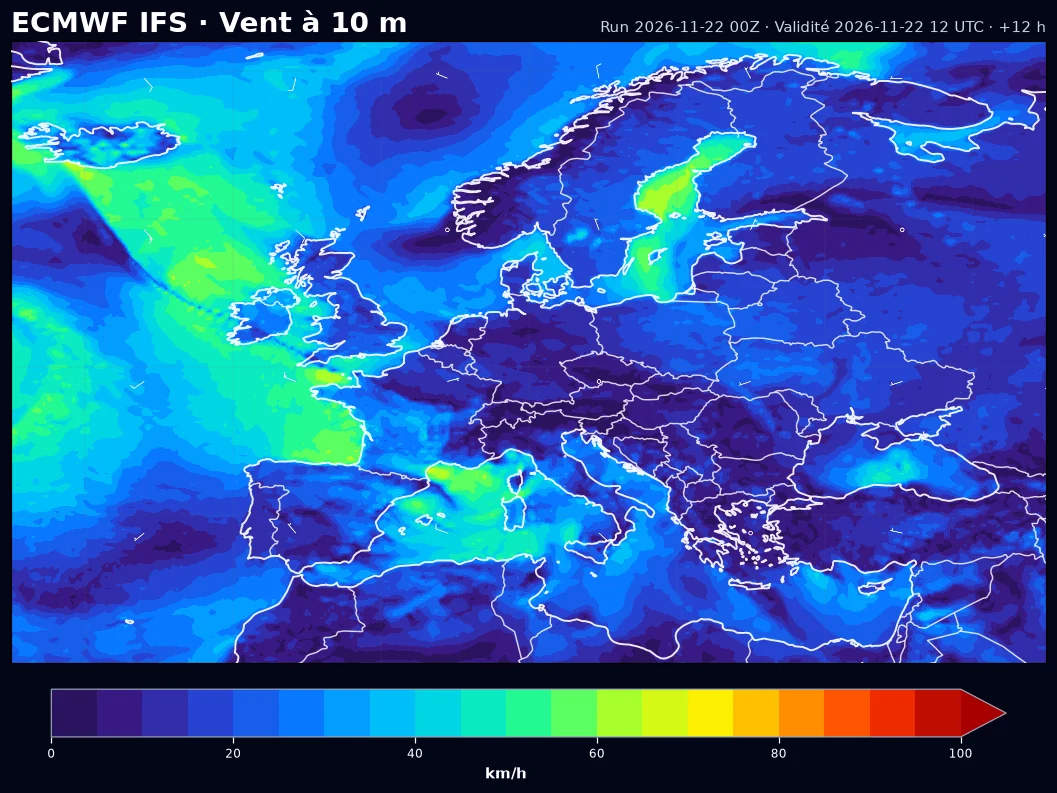 ECMWF IFS · Vent à 10 m
Run 2026-11-22 00Z · Validité 2026-11-22 12 UTC · +12 h
0 20 40 60 80 100
km/h